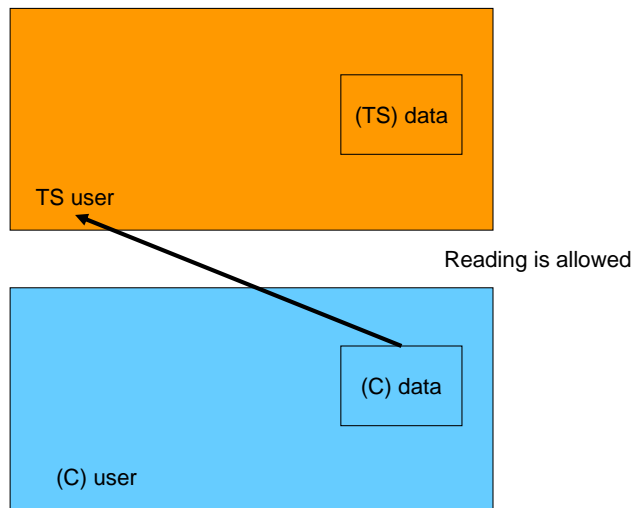 (TS) data
TS user
Reading is allowed
(C) data
(C) user